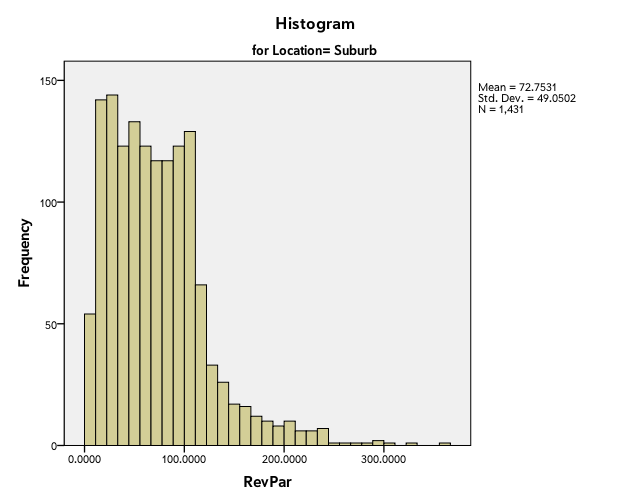 Histogram
for Location= Suburb
Mean = 72.7531
Std. Dev. = 49.0502
N = 1,431
150
100
50
0
Frequency
0.0000 100.0000 200.0000 300.0000
RevPar